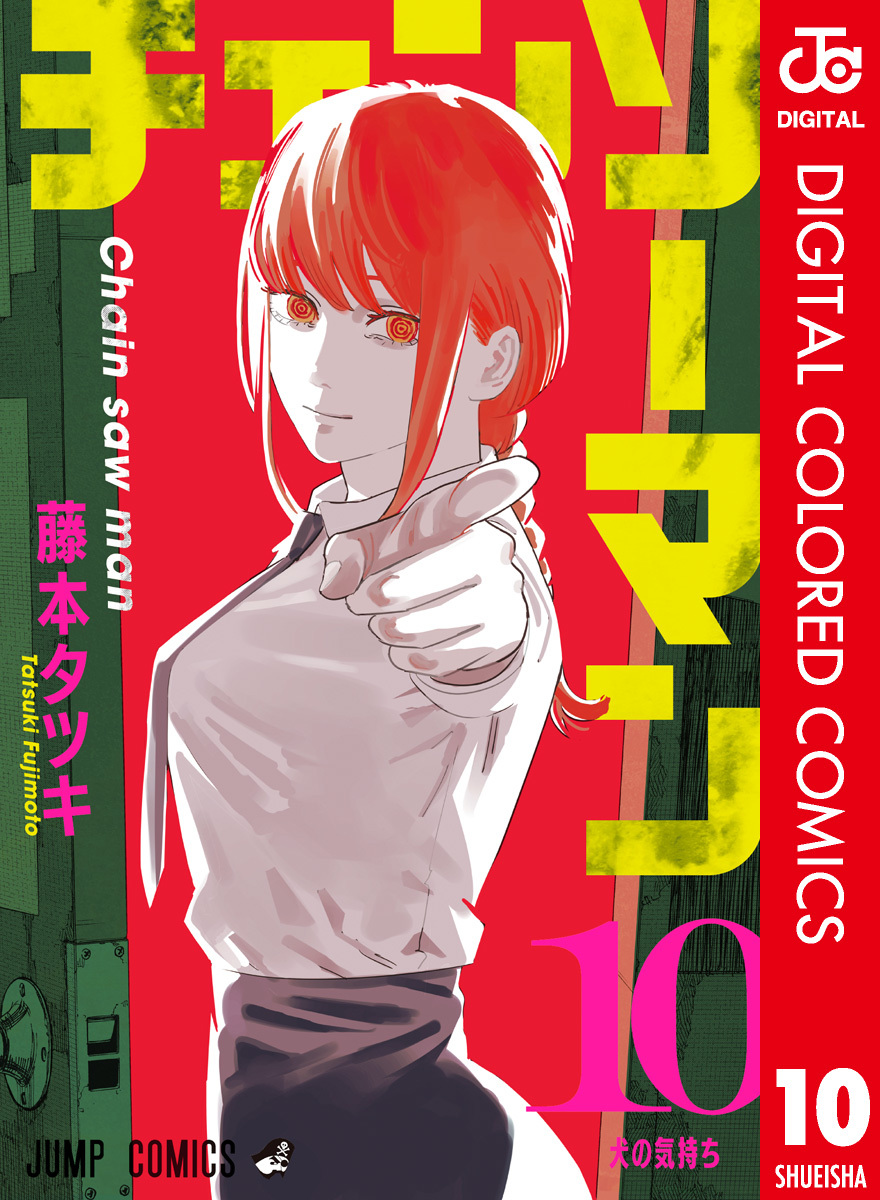 チェンソーマン
Chain saw man
藤本タツキ
Tatsuki Fujimoto
10
犬の気持ち
JUMP COMICS
JC
DIGITAL
DIGITAL COLORED COMICS
10
SHUEISHA